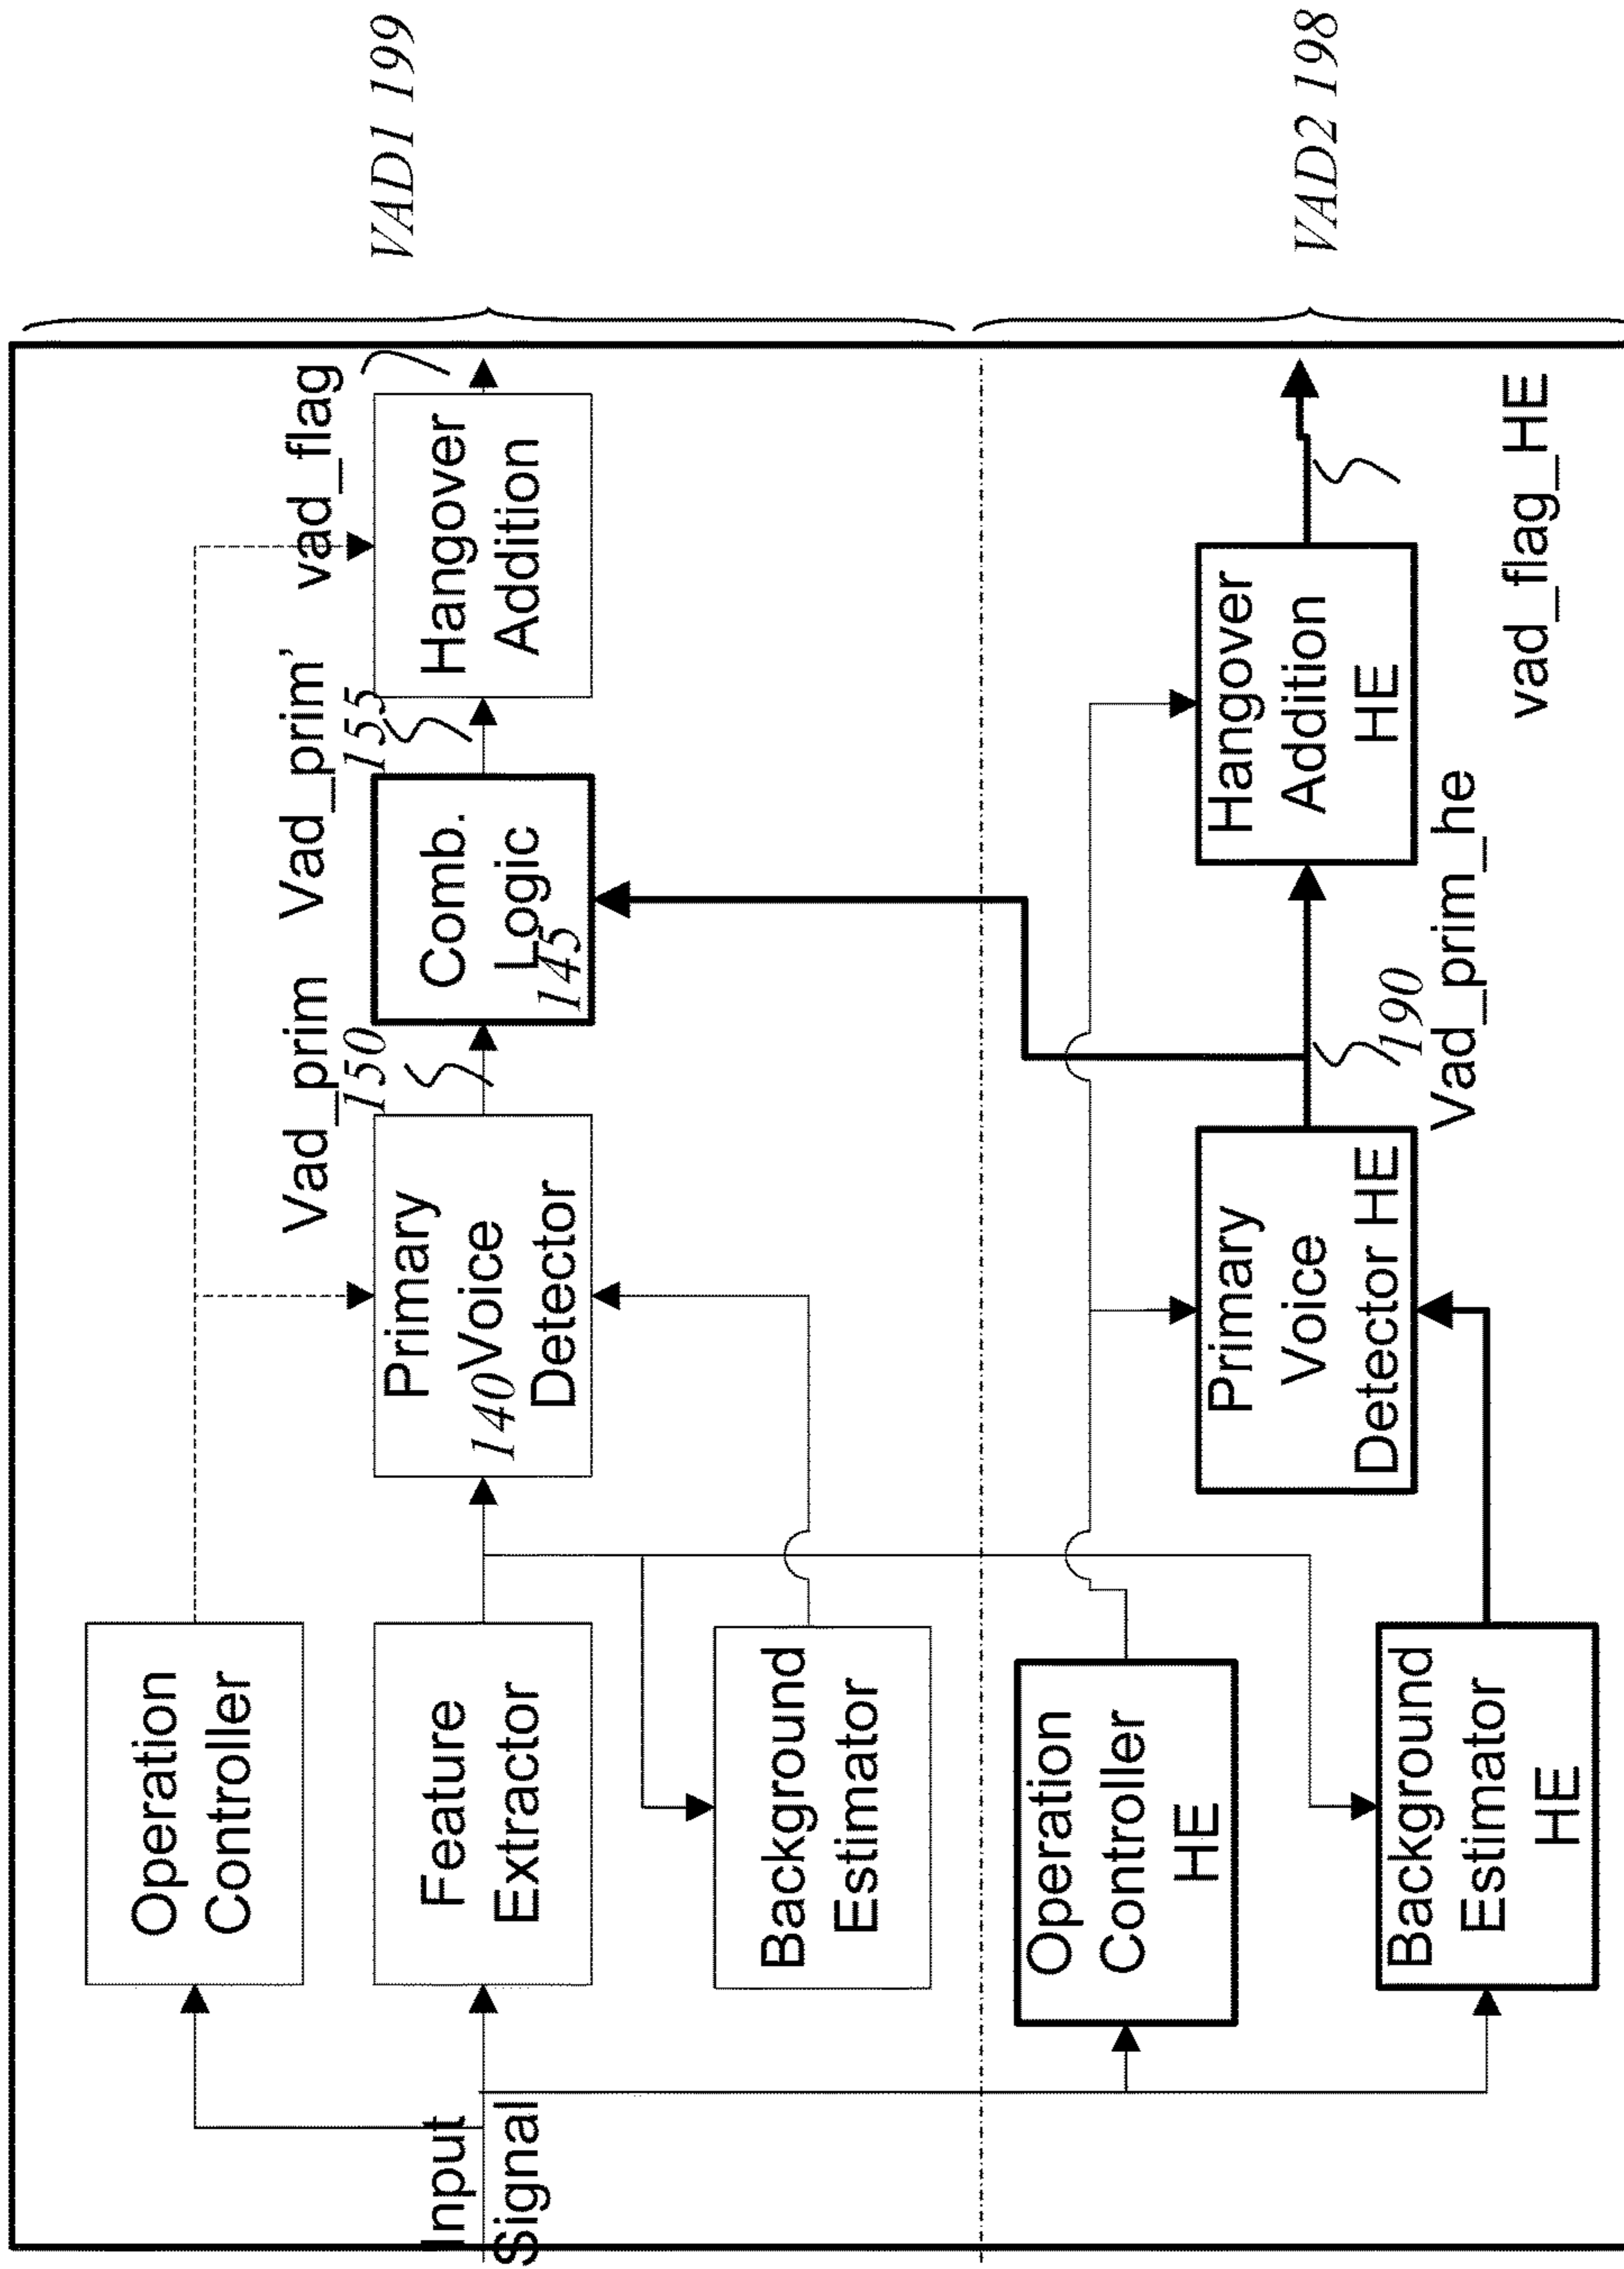 Input
Signal
Operation
Controller
Feature
Extractor
Background
Estimator
Primary
Voice
140
Detector
Vad_prim
150
Comb.
Logic
145
Vad_prim'
155
Hangover
Addition
vad_flag
VAD1 199
Operation
Controller
HE
Background
Estimator
HE
Primary
Voice
Detector HE
190
Vad_prim_he
Hangover
Addition
HE
vad_flag_HE
VAD2 198